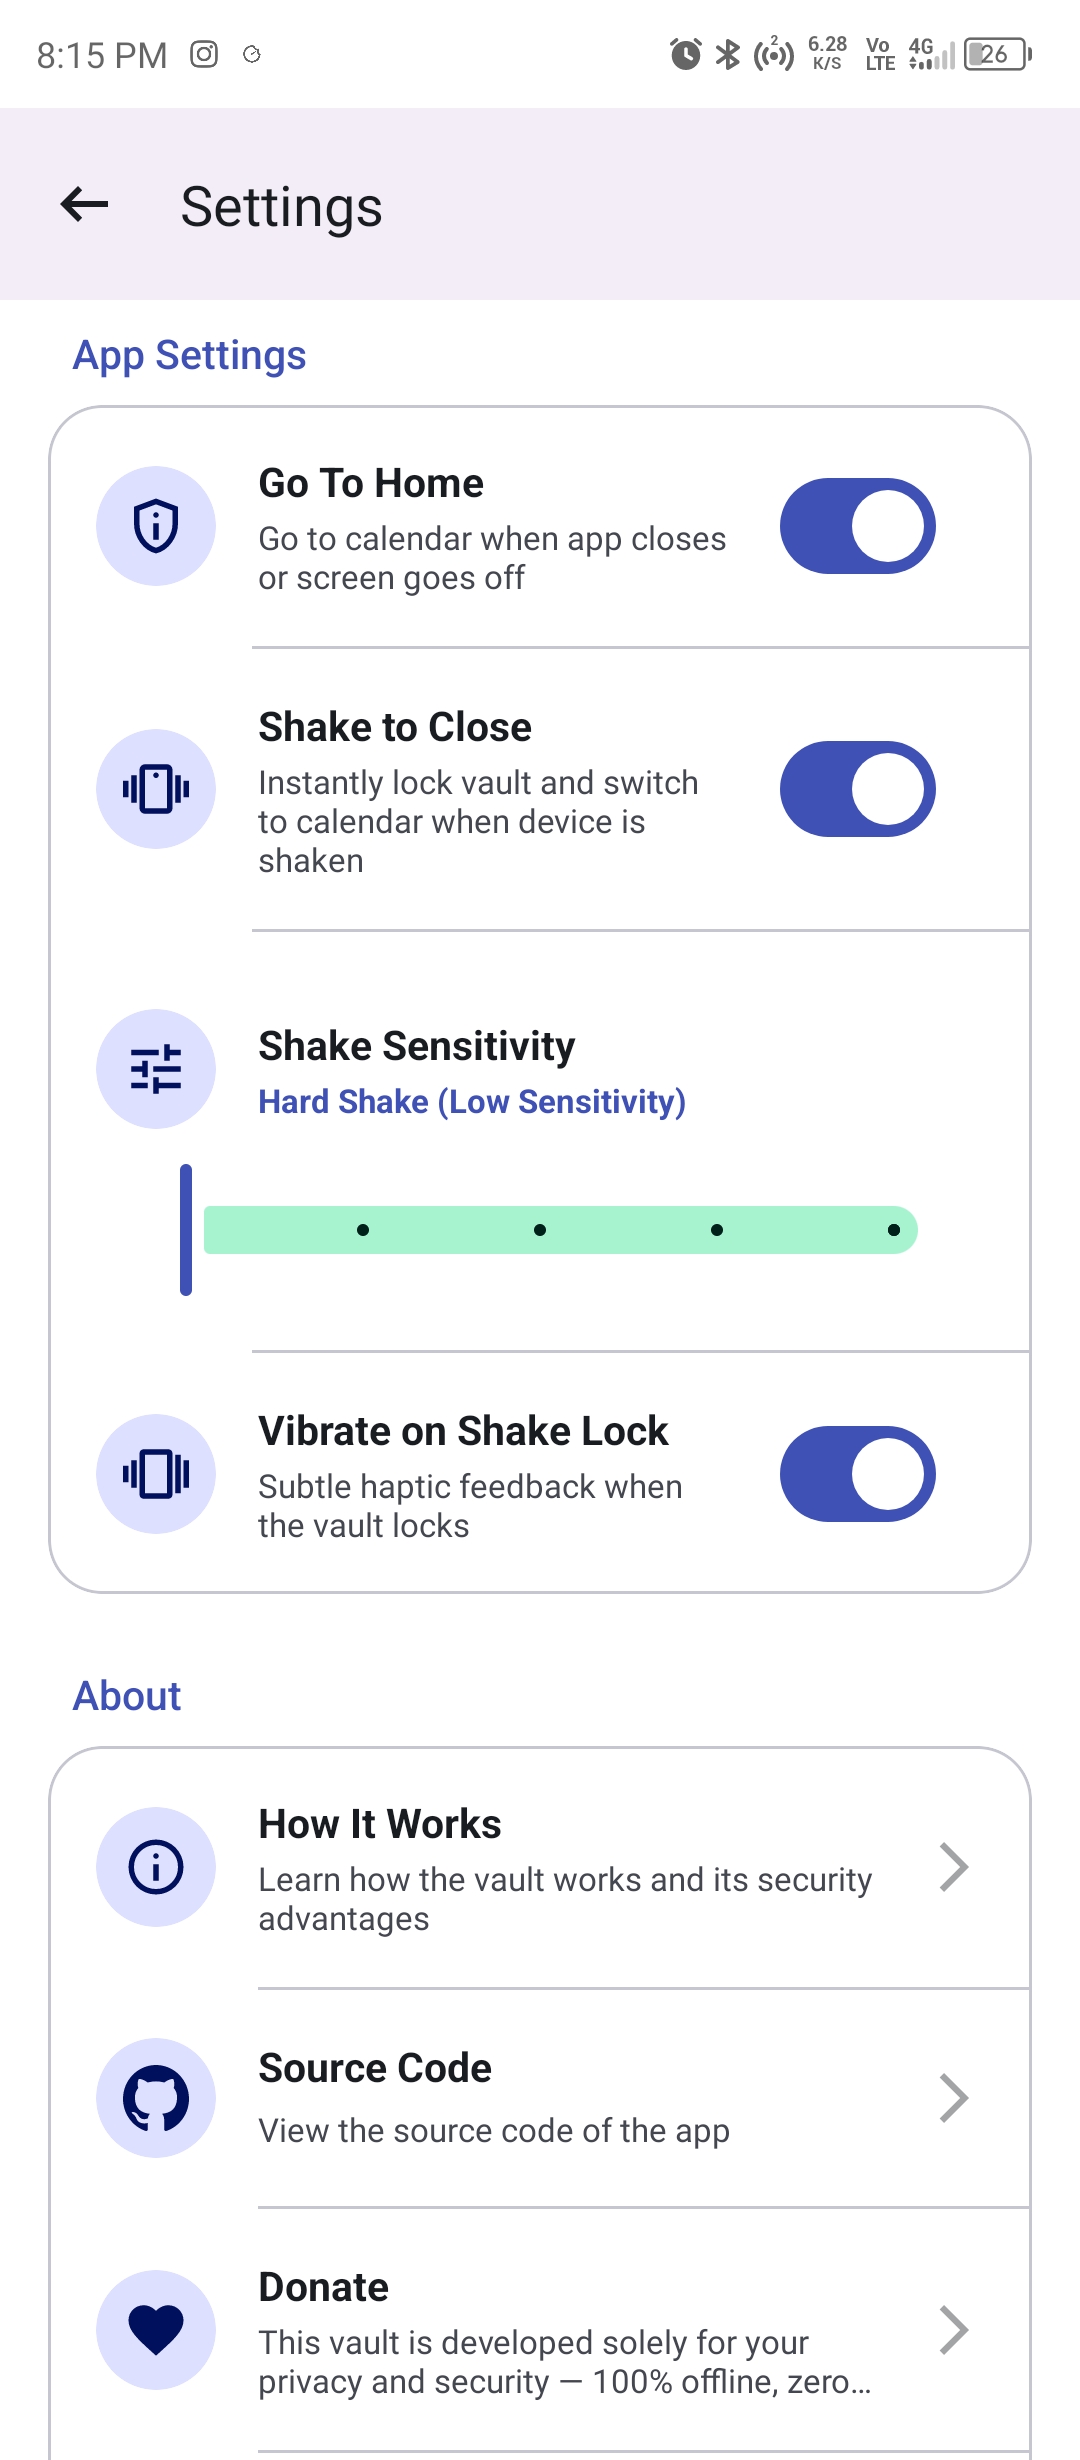 8:15 PM
2
6.28 K/S
Vo LTE
4G
26
Settings
App Settings
Go To Home
Go to calendar when app closes
or screen goes off
Shake to Close
Instantly lock vault and switch
to calendar when device is
shaken
Shake Sensitivity
Hard Shake (Low Sensitivity)
Vibrate on Shake Lock
Subtle haptic feedback when
the vault locks
About
How It Works
Learn how the vault works and its security
advantages
Source Code
View the source code of the app
Donate
This vault is developed solely for your
privacy and security — 100% offline, zero...